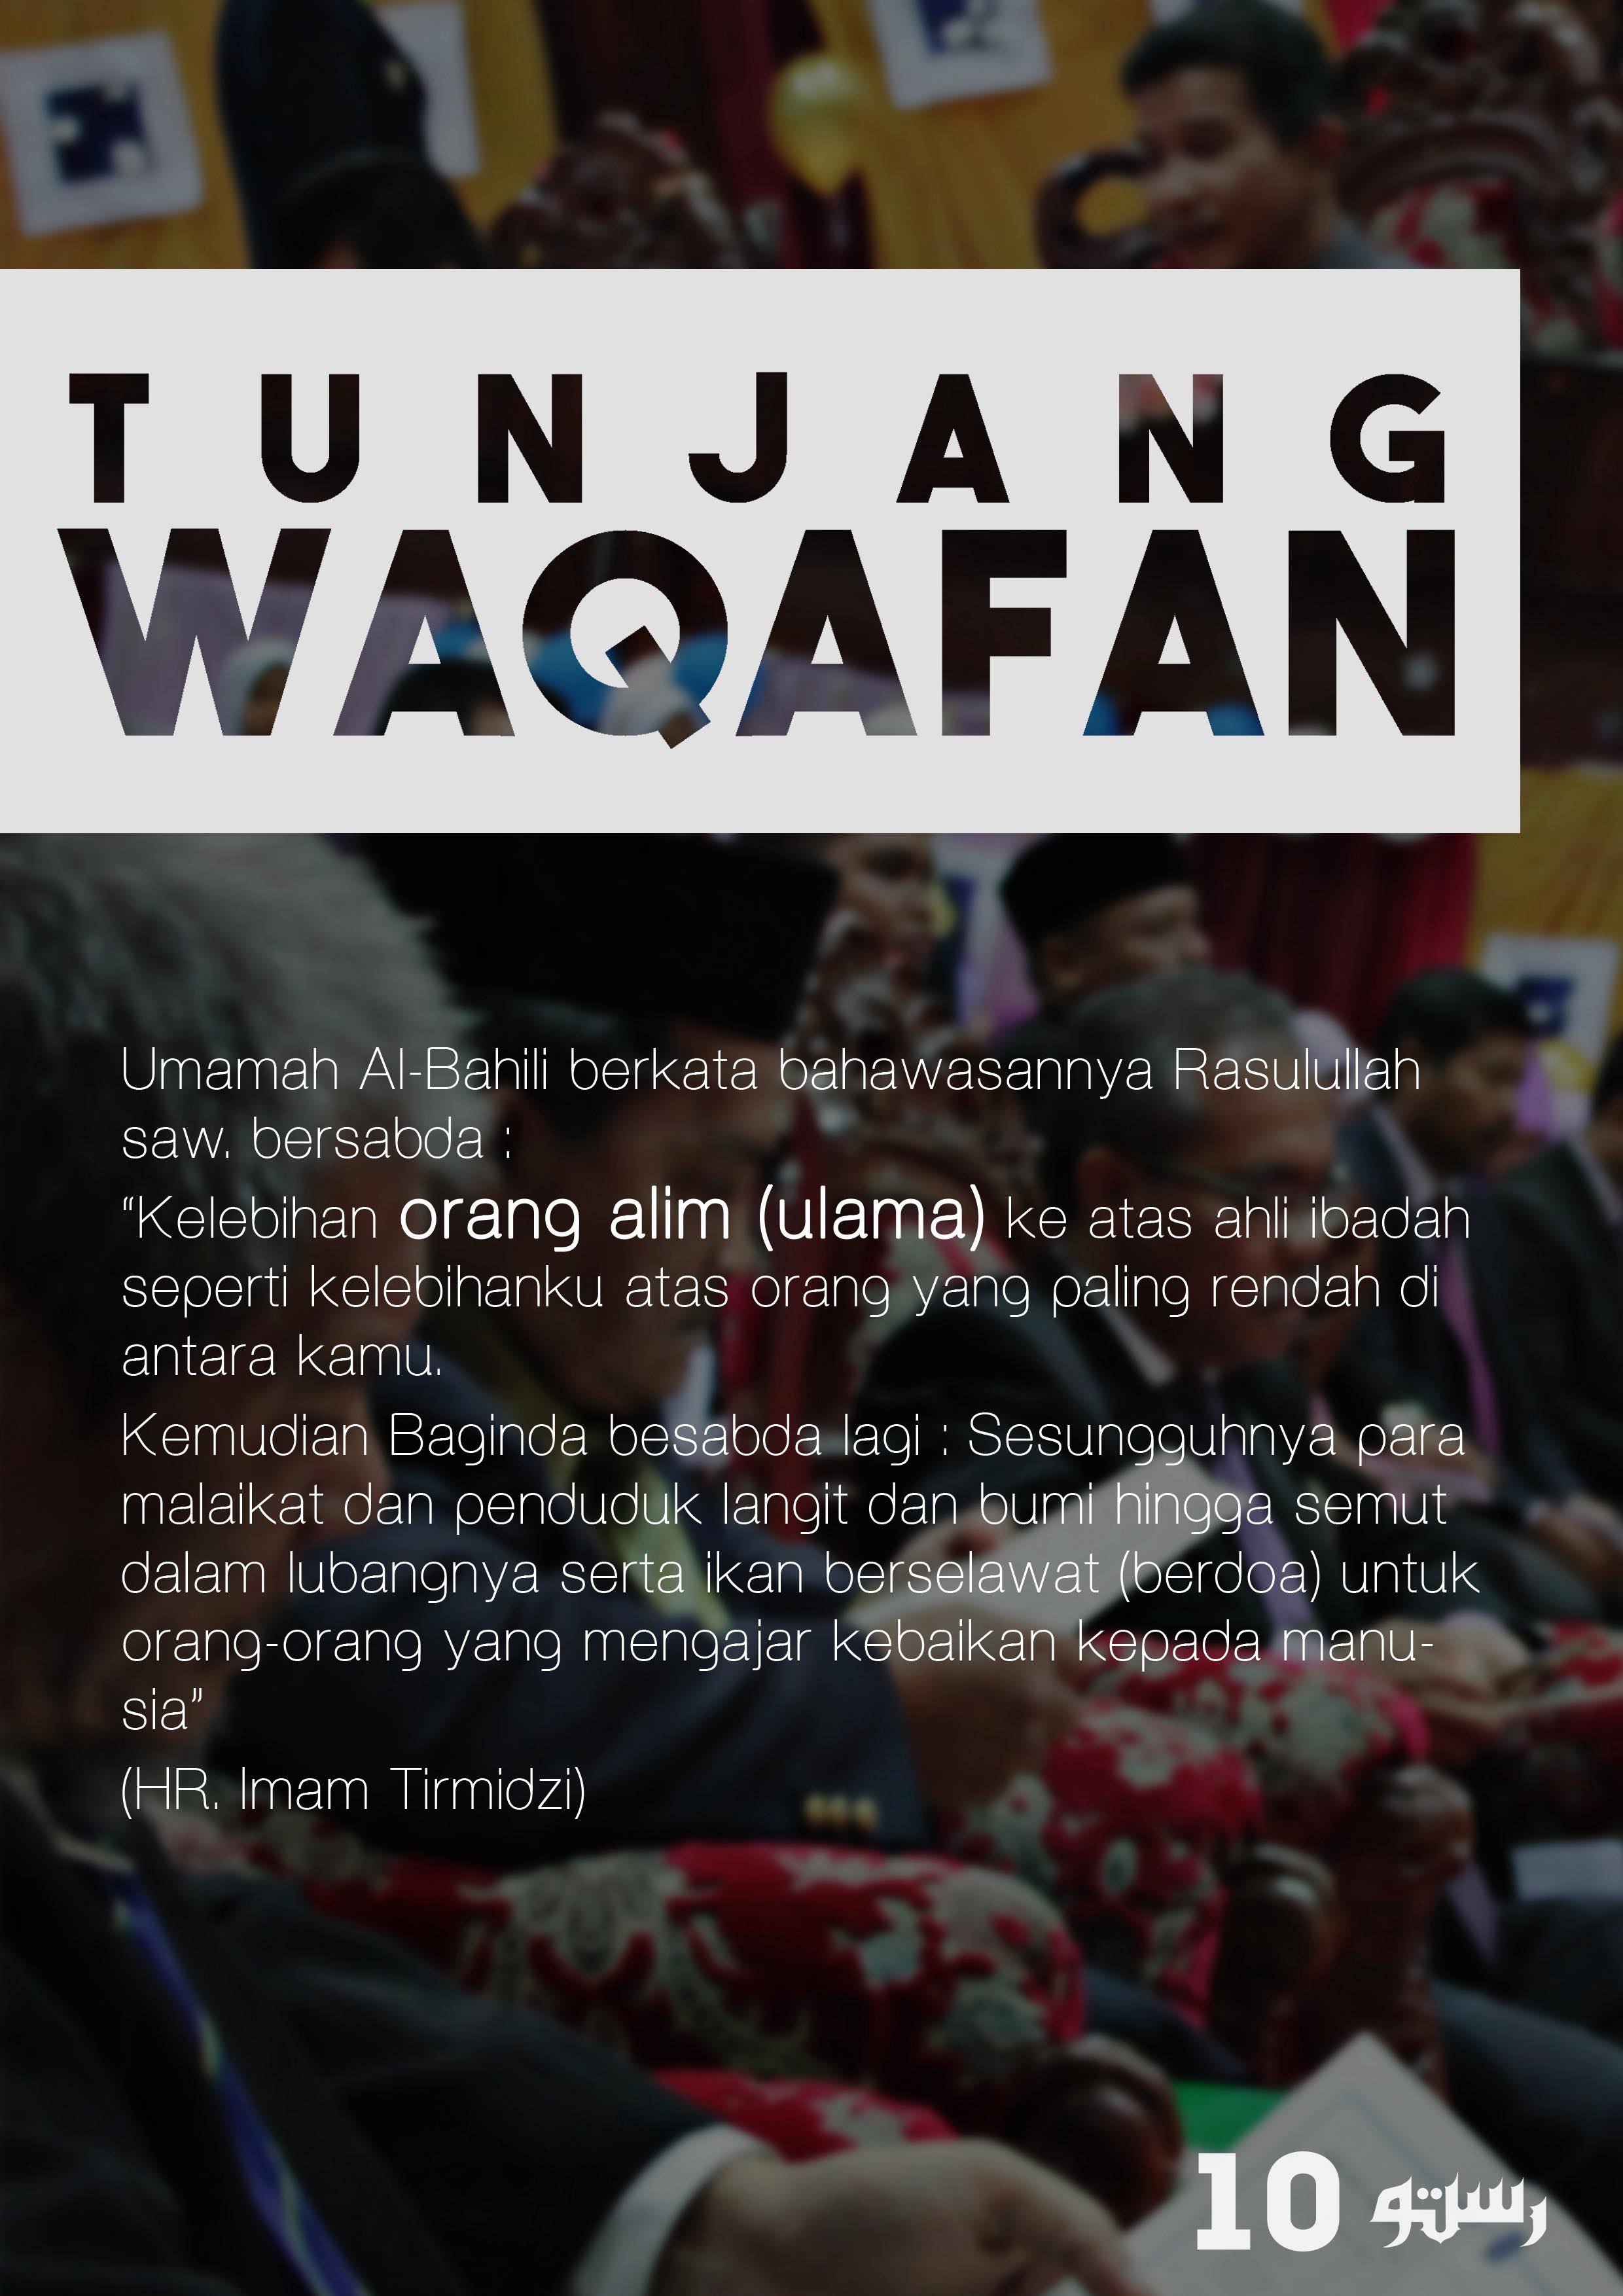 TUNJANG
WAQAFAN
Umamah Al-Bahili berkata bahawasannya Rasulullah
saw. bersabda :
“Kelebihan orang alim (ulama) ke atas ahli ibadah
seperti kelebihanku atas orang yang paling rendah di
antara kamu.
Kemudian Baginda besabda lagi : Sesungguhnya para
malaikat dan penduduk langit dan bumi hingga semut
dalam lubangnya serta ikan berselawat (berdoa) untuk
orang-orang yang mengajar kebaikan kepada manu-
sia”
(HR. Imam Tirmidzi)
10 رستو